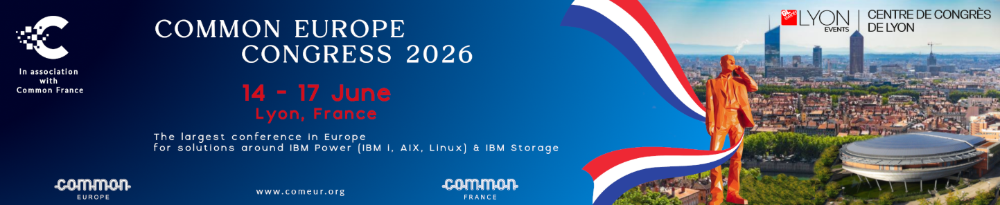 In association
with
Common France
COMMON EUROPE
CONGRESS 2026
14 - 17 June
Lyon, France
The largest conference in Europe
for solutions around IBM Power (IBM i, AIX, Linux) & IBM Storage
common
EUROPE
www.comeur.org
common
FRANCE
GL
events
LYON
EVENTS
CENTRE DE CONGRÈS
DE LYON